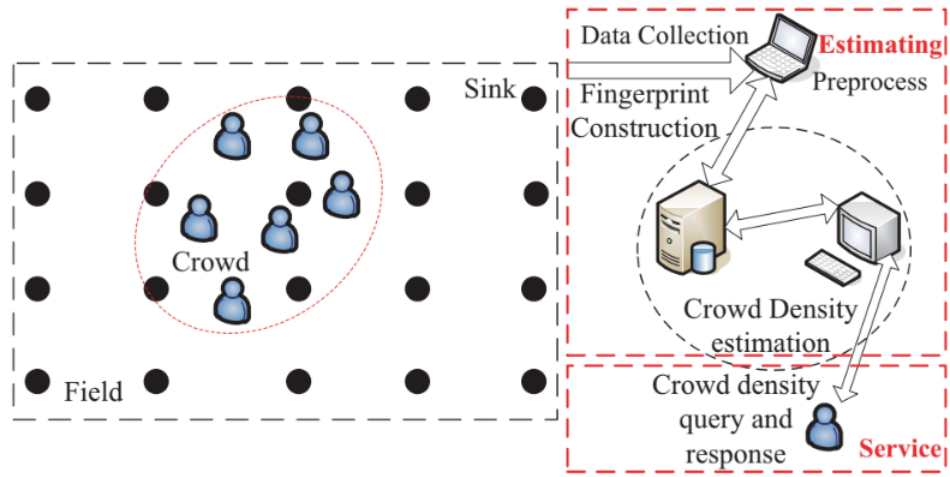 Sink
Crowd
Field
Data Collection
Estimating
Fingerprint
Construction
Preprocess
Crowd Density
estimation
Crowd density
query and
response
Service